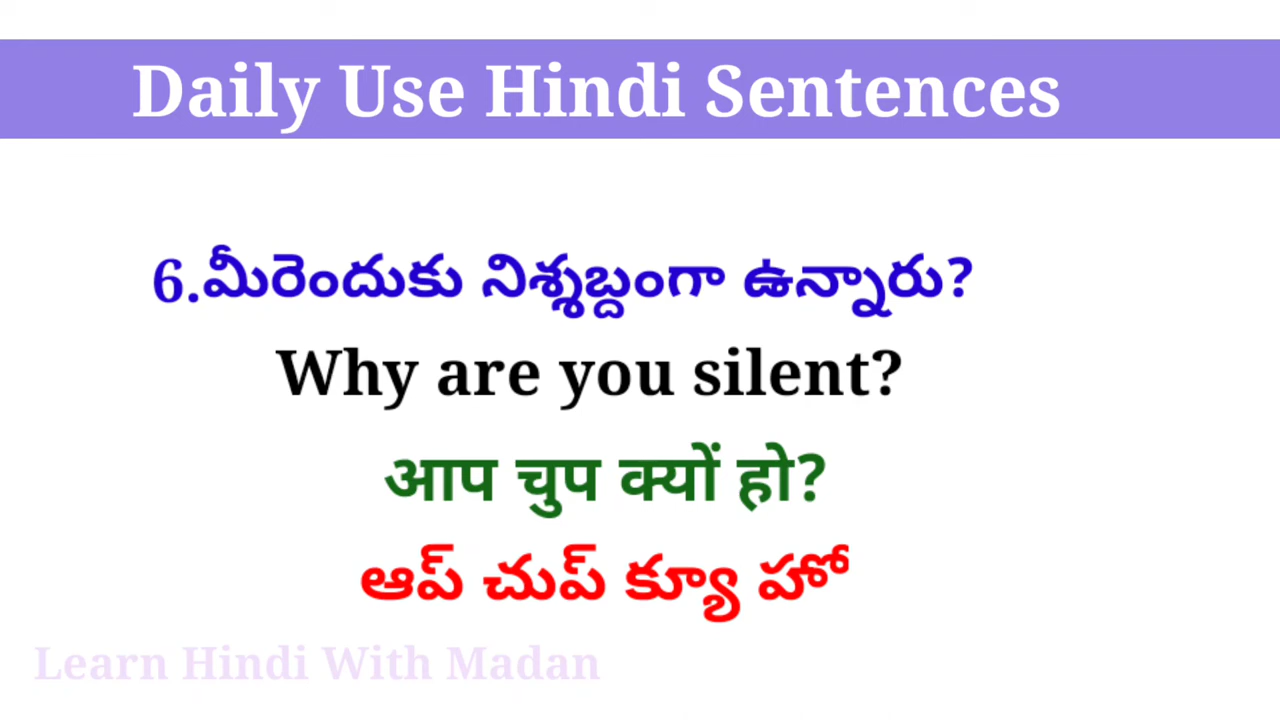 Daily Use Hindi Sentences
6.మీరెందుకు నిశ్శబ్దంగా ఉన్నారు?
Why are you silent?
आप चुप क्यों हो?
ఆప్ చుప్ క్యూ హో
Learn Hindi With Madan